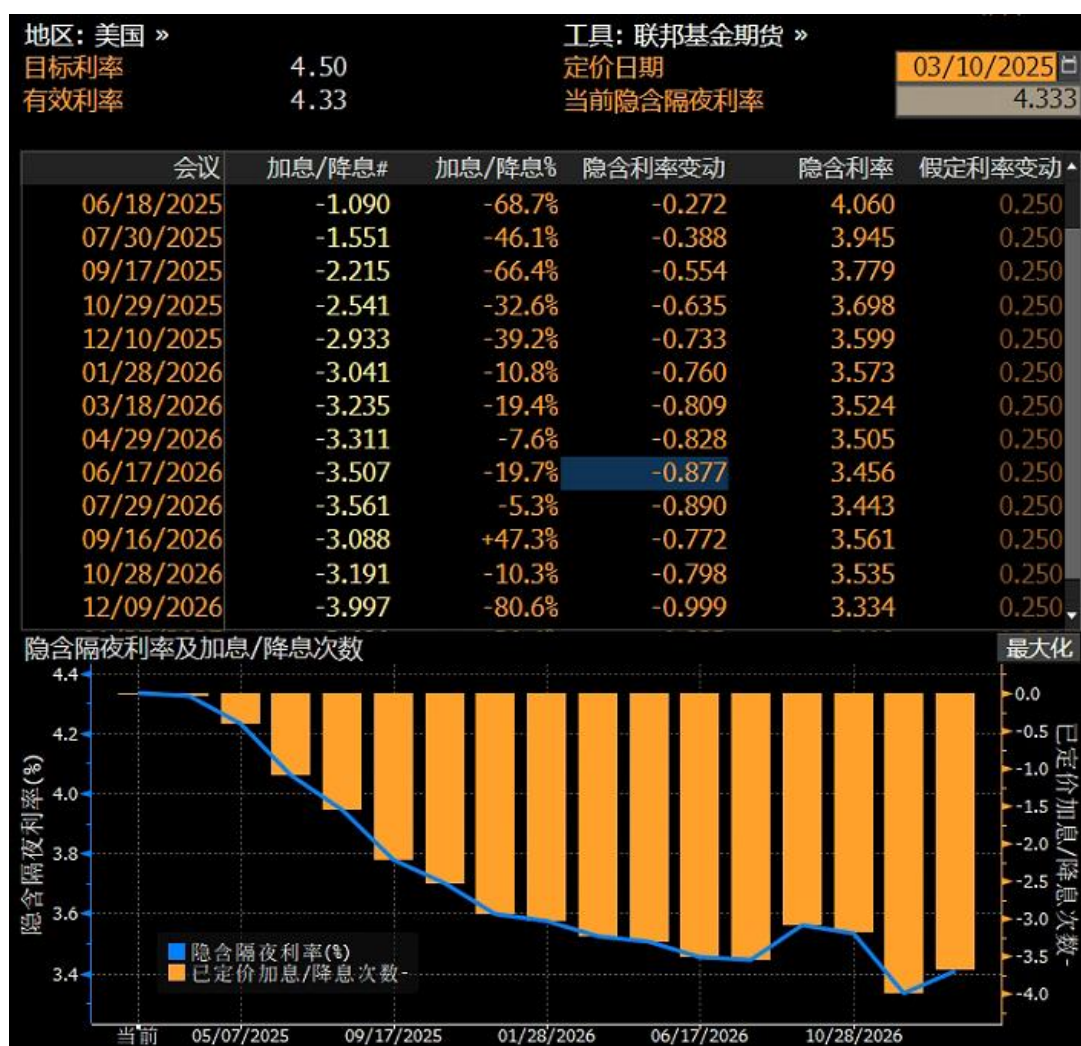 地区: 美国 » 工具: 联邦基金期货 »
目标利率 4.50 定价日期 03/10/2025
有效利率 4.33 当前隐含隔夜利率 4.333
会议 加息/降息# 加息/降息% 隐含利率变动 隐含利率 假定利率变动
06/18/2025 -1.090 -68.7% -0.272 4.060 0.250
07/30/2025 -1.551 -46.1% -0.388 3.945 0.250
09/17/2025 -2.215 -66.4% -0.554 3.779 0.250
10/29/2025 -2.541 -32.6% -0.635 3.698 0.250
12/10/2025 -2.933 -39.2% -0.733 3.599 0.250
01/28/2026 -3.041 -10.8% -0.760 3.573 0.250
03/18/2026 -3.235 -19.4% -0.809 3.524 0.250
04/29/2026 -3.311 -7.6% -0.828 3.505 0.250
06/17/2026 -3.507 -19.7% -0.877 3.456 0.250
07/29/2026 -3.561 -5.3% -0.890 3.443 0.250
09/16/2026 -3.088 +47.3% -0.772 3.561 0.250
10/28/2026 -3.191 -10.3% -0.798 3.535 0.250
12/09/2026 -3.997 -80.6% -0.999 3.334 0.250
隐含隔夜利率及加息/降息次数 最大化
隐含隔夜利率(%)
4.4
4.2
4.0
3.8
3.6
3.4
0.0
-0.5
-1.0
-1.5
-2.0
-2.5
-3.0
-3.5
-4.0
已定价加息/降息次数-
隐含隔夜利率(%)
已定价加息/降息次数-
当前 05/07/2025 09/17/2025 01/28/2026 06/17/2026 10/28/2026